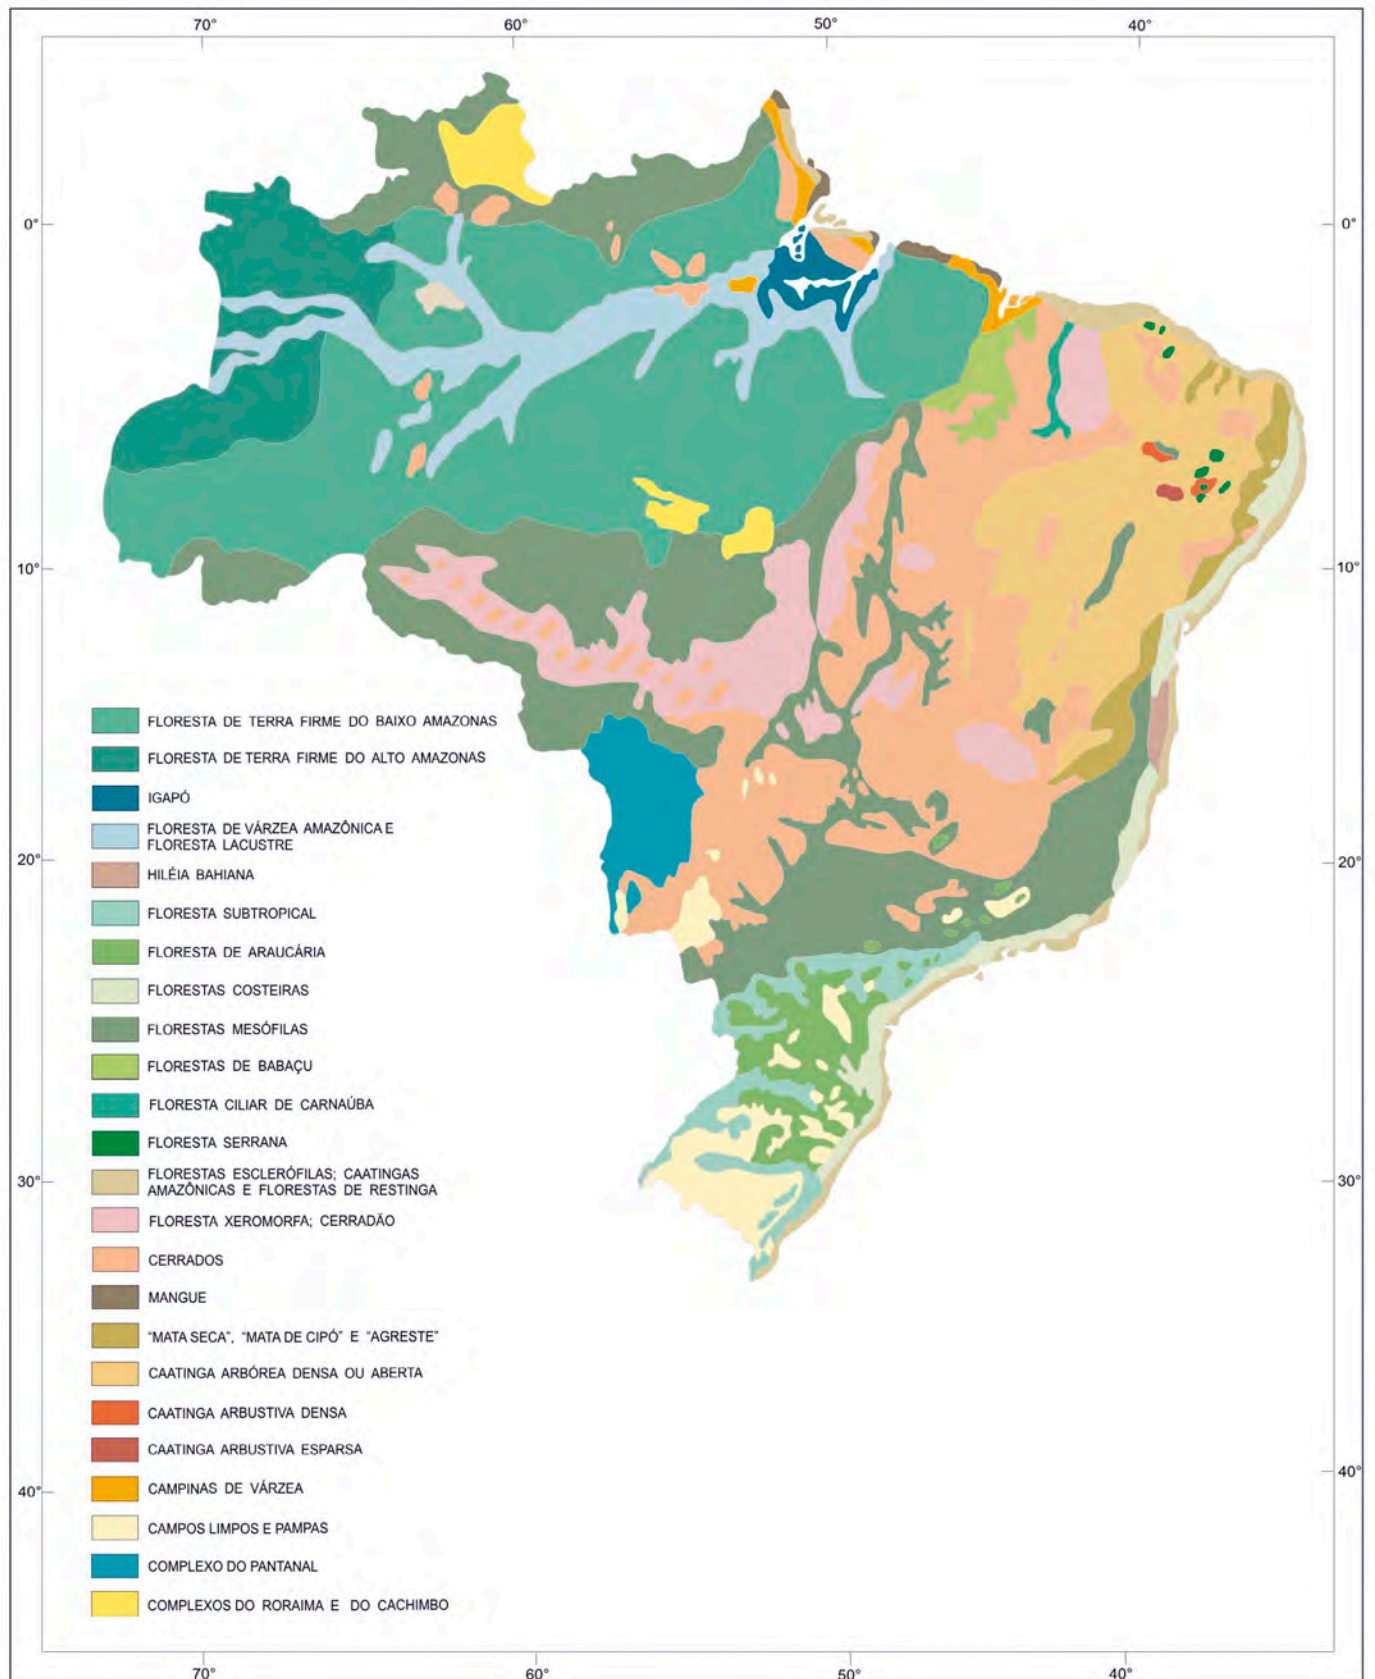 70°
60°
50°
40°
0°
0°
10°
10°
FLORESTA DE TERRA FIRME DO BAIXO AMAZONAS
FLORESTA DE TERRA FIRME DO ALTO AMAZONAS
IGAPÓ
FLORESTA DE VÁRZEA AMAZÔNICA E
FLORESTA LACUSTRE
20°
20°
HILÉIA BAHIANA
FLORESTA SUBTROPICAL
FLORESTA DE ARAUCÁRIA
FLORESTAS COSTEIRAS
FLORESTAS MESÓFILAS
FLORESTAS DE BABAÇU
FLORESTA CILIAR DE CARNAÚBA
FLORESTA SERRANA
FLORESTAS ESCLERÓFILAS; CAATINGAS
AMAZÔNICAS E FLORESTAS DE RESTINGA
30°
30°
FLORESTA XEROMORFA; CERRADÃO
CERRADOS
MANGUE
"MATA SECA", "MATA DE CIPÓ" E "AGRESTE"
CAATINGA ARBÓREA DENSA OU ABERTA
CAATINGA ARBUSTIVA DENSA
CAATINGA ARBUSTIVA ESPARSA
40°
40°
CAMPINAS DE VÁRZEA
CAMPOS LIMPOS E PAMPAS
COMPLEXO DO PANTANAL
COMPLEXOS DO RORAIMA E DO CACHIMBO
70°
60°
50°
40°